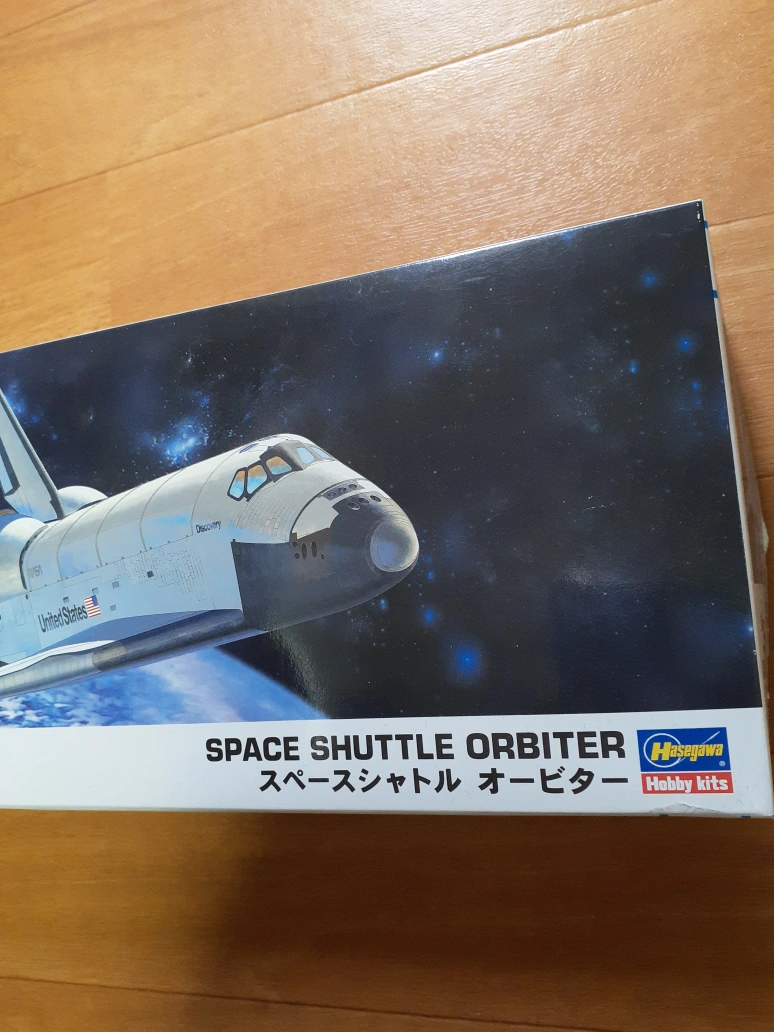 Discovery
United States
SPACE SHUTTLE ORBITER
スペースシャトル オービター
Hasegawa®
Hobby kits